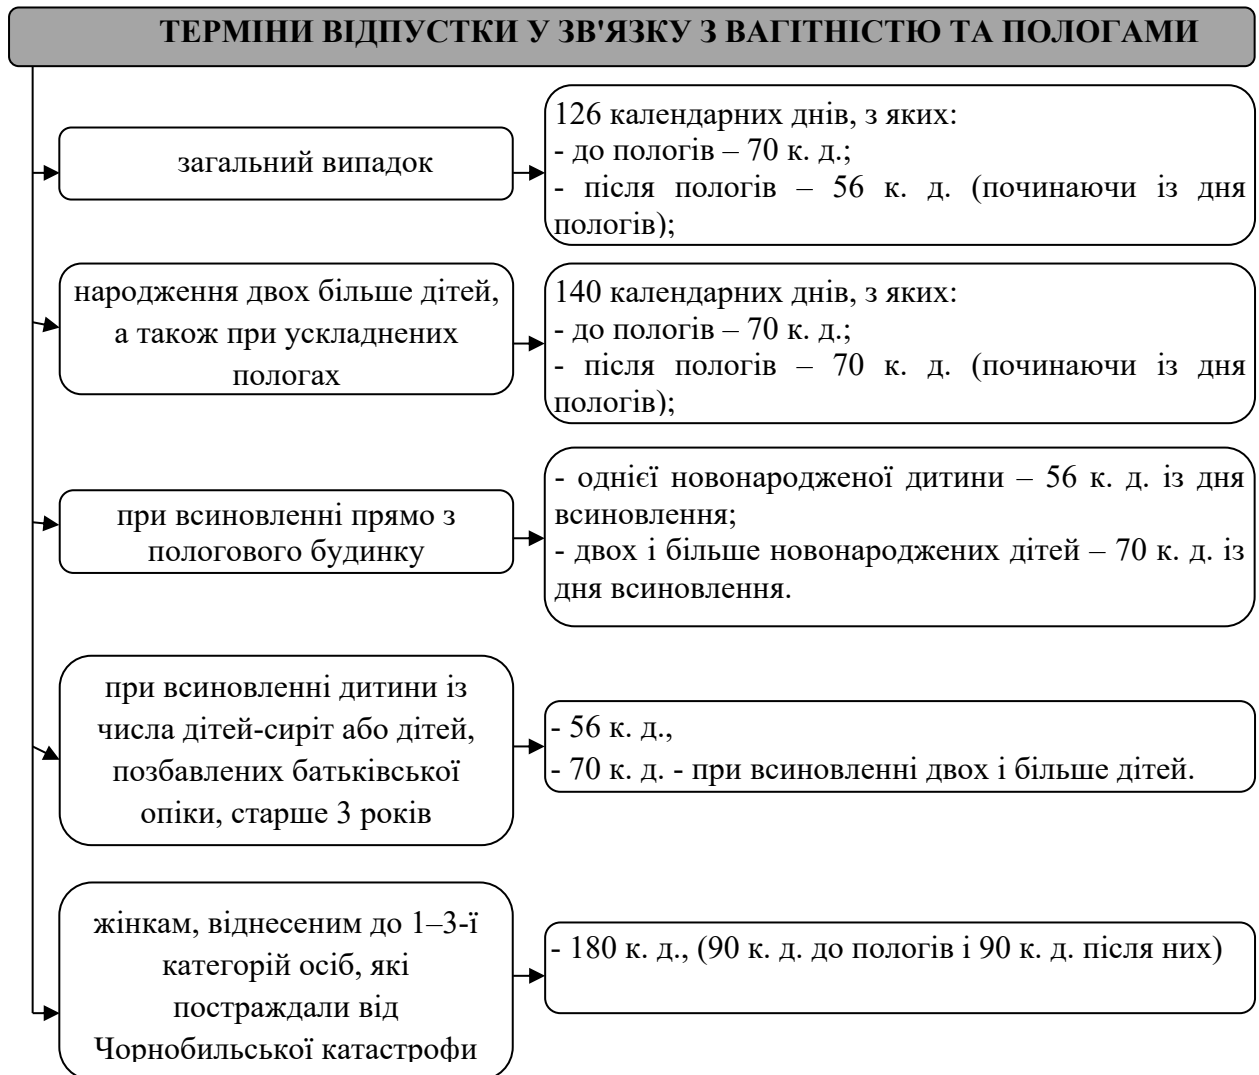 ТЕРМІНИ ВІДПУСТКИ У ЗВ'ЯЗКУ З ВАГІТНІСТЮ ТА ПОЛОГАМИ
загальний випадок
126 календарних днів, з яких:
- до пологів – 70 к. д.;
- після пологів – 56 к. д. (починаючи із дня
пологів);
народження двох більше дітей,
а також при ускладнених
пологах
140 календарних днів, з яких:
- до пологів – 70 к. д.;
- після пологів – 70 к. д. (починаючи із дня
пологів);
при всиновленні прямо з
пологового будинку
- однієї новонародженої дитини – 56 к. д. із дня
всиновлення;
- двох і більше новонароджених дітей – 70 к. д. із
дня всиновлення.
при всиновленні дитини із
числа дітей-сиріт або дітей,
позбавлених батьківської
опіки, старше 3 років
- 56 к. д.,
- 70 к. д. - при всиновленні двох і більше дітей.
жінкам, віднесеним до 1–3-ї
категорій осіб, які
постраждали від
Чорнобильської катастрофи
- 180 к. д., (90 к. д. до пологів і 90 к. д. після них)